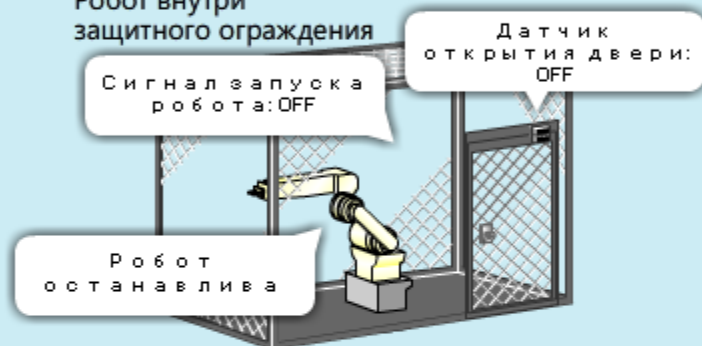 Робот внутри
защитного ограждения
Датчик
открытия двери:
OFF
Сигнал запуска
робота:OFF
Робот
останавлива